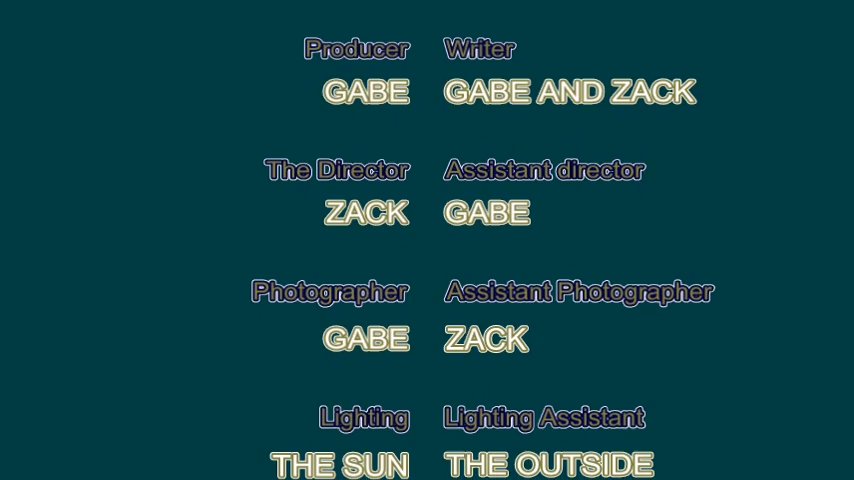 Producer Writer
GABE GABE AND ZACK
The Director Assistant director
ZACK GABE
Photographer Assistant Photographer
GABE ZACK
Lighting Lighting Assistant
THE SUN THE OUTSIDE